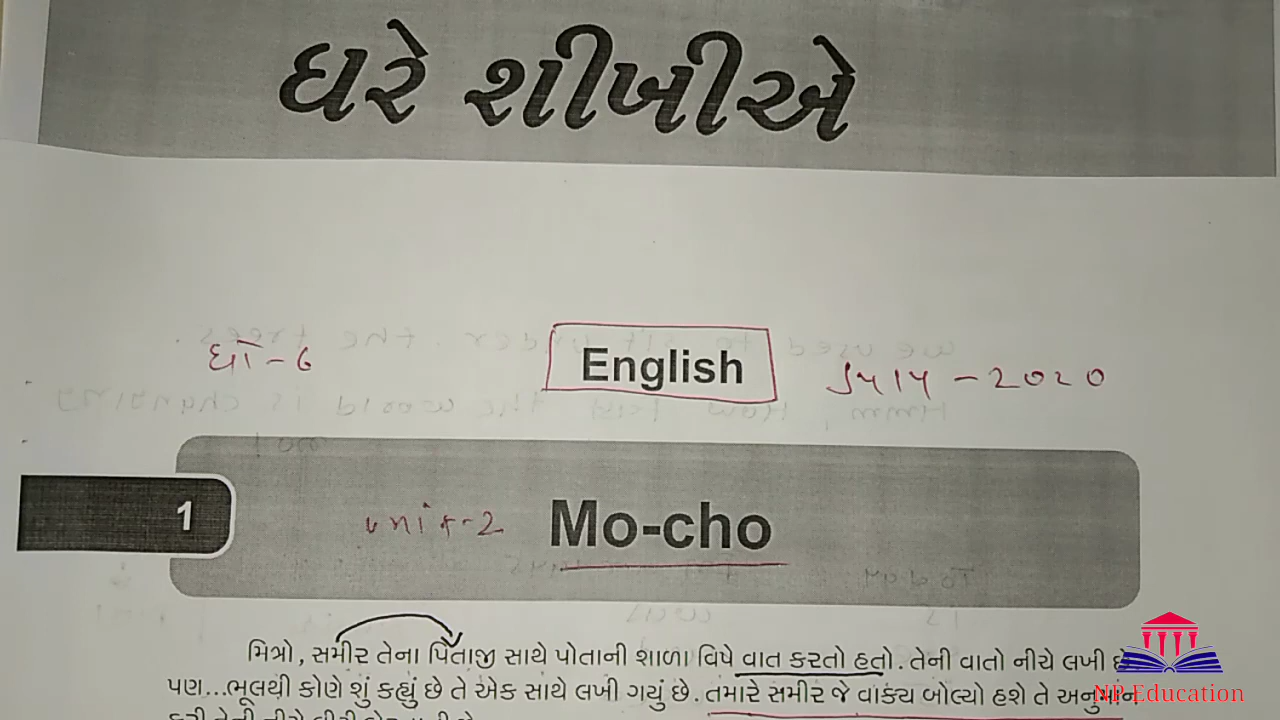 ઘરે શીખીએ
ધો-૭ English July-2020
1 unit-2 Mo-cho
મિત્રો, સમીર તેના પિતાજી સાથે પોતાની શાળા વિષે વાત કરતો હતો. તેની વાતો નીચે લખી છે
પણ...ભૂલથી કોણે શું કહ્યું છે તે એક સાથે લખી ગયું છે. તમારે સમીર જે વાક્ય બોલ્યો હશે તે અનુમાન
NP Education